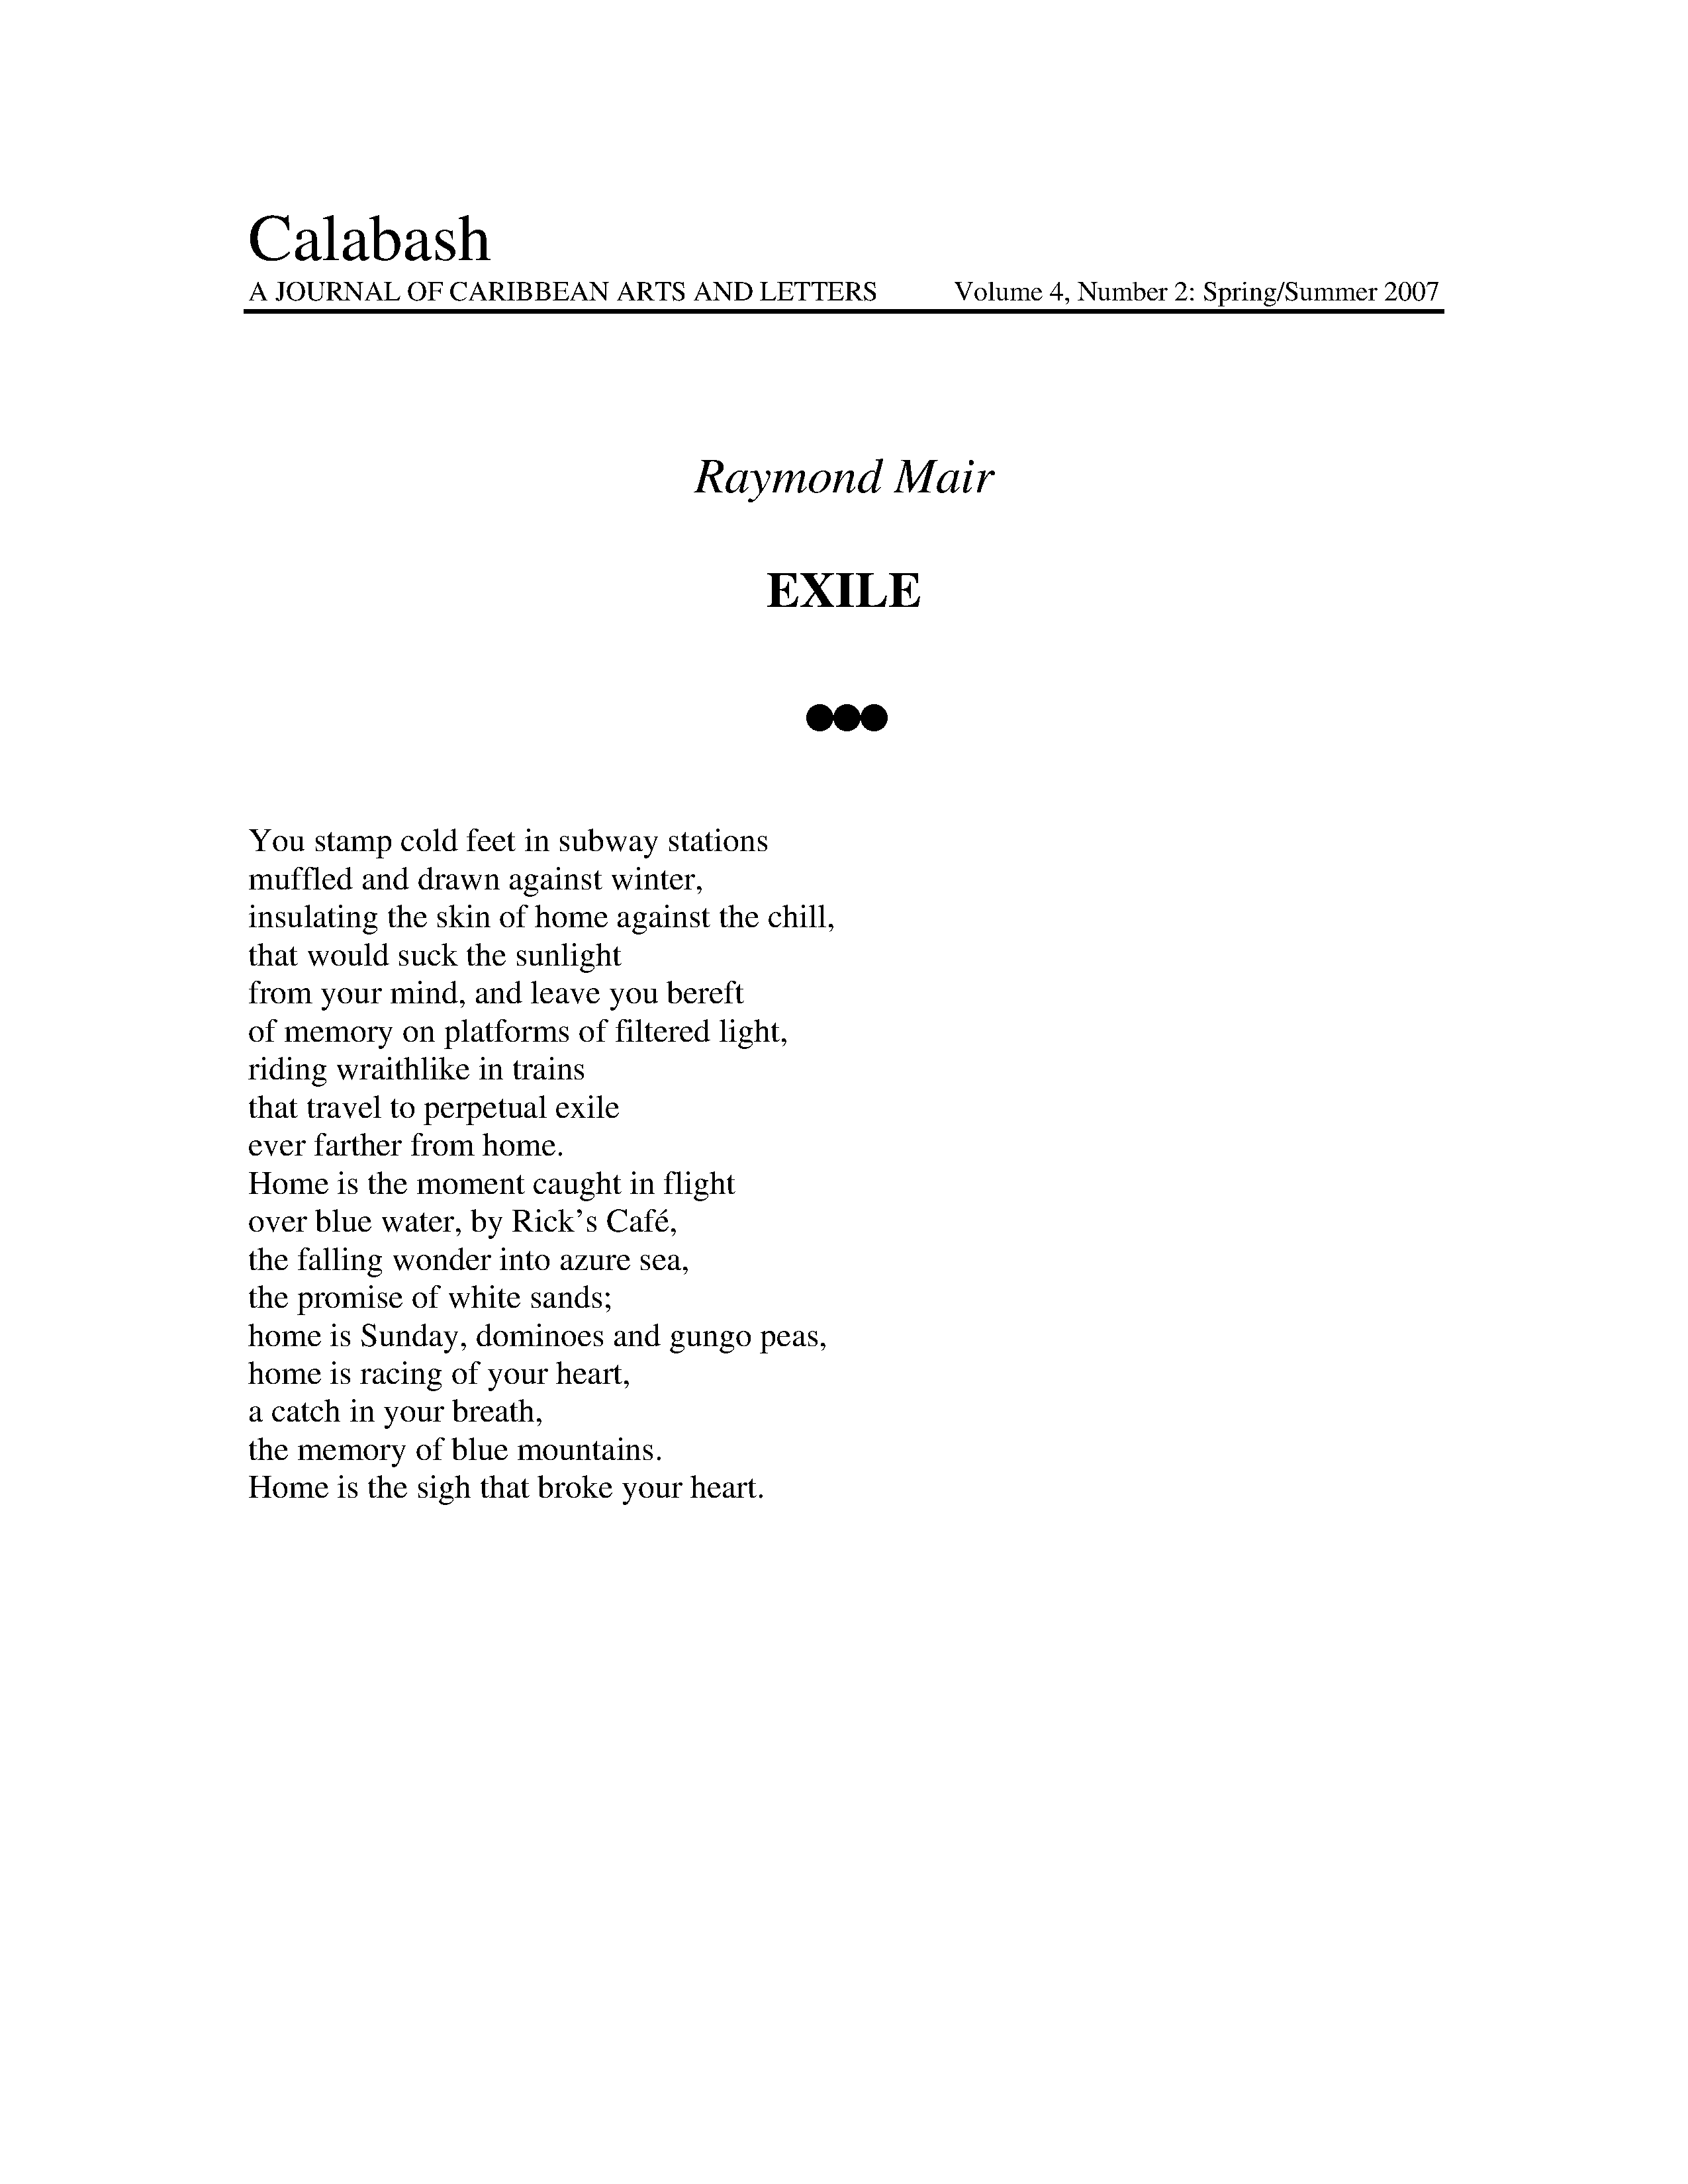 Calabash
A JOURNAL OF CARIBBEAN ARTS AND LETTERS Volume 4, Number 2: Spring/Summer 2007
Raymond Mair
EXILE
You stamp cold feet in subway stations
muffled and drawn against winter,
insulating the skin of home against the chill,
that would suck the sunlight
from your mind, and leave you bereft
of memory on platforms of filtered light,
riding wraithlike in trains
that travel to perpetual exile
ever farther from home.
Home is the moment caught in flight
over blue water, by Rick’s Café,
the falling wonder into azure sea,
the promise of white sands;
home is Sunday, dominoes and gungo peas,
home is racing of your heart,
a catch in your breath,
the memory of blue mountains.
Home is the sigh that broke your heart.